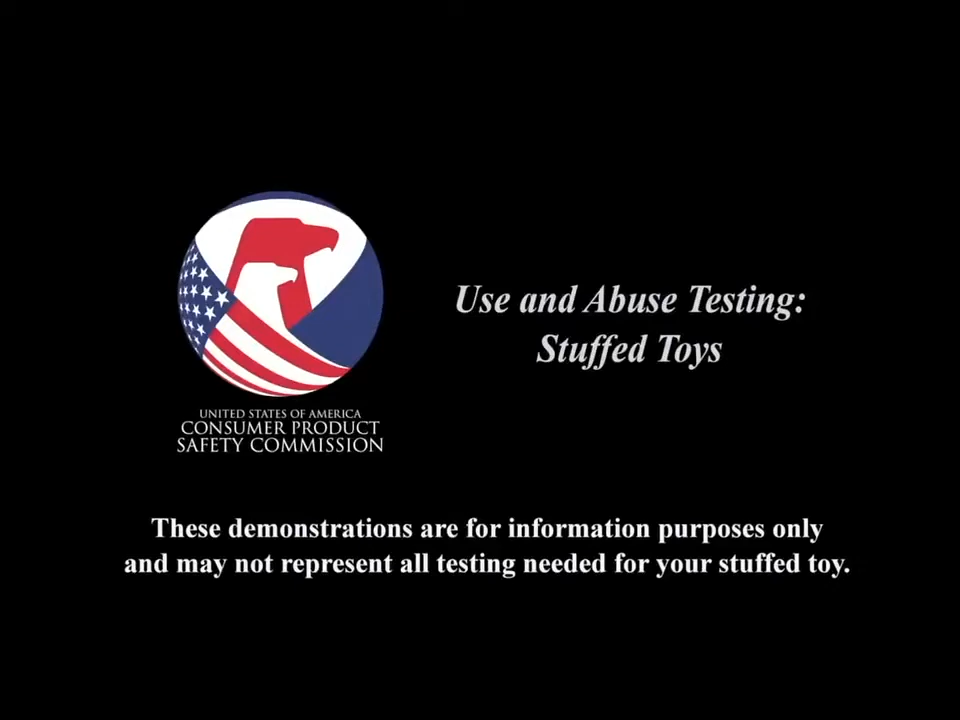 Use and Abuse Testing:
Stuffed Toys
UNITED STATES OF AMERICA
CONSUMER PRODUCT
SAFETY COMMISSION
These demonstrations are for information purposes only
and may not represent all testing needed for your stuffed toy.